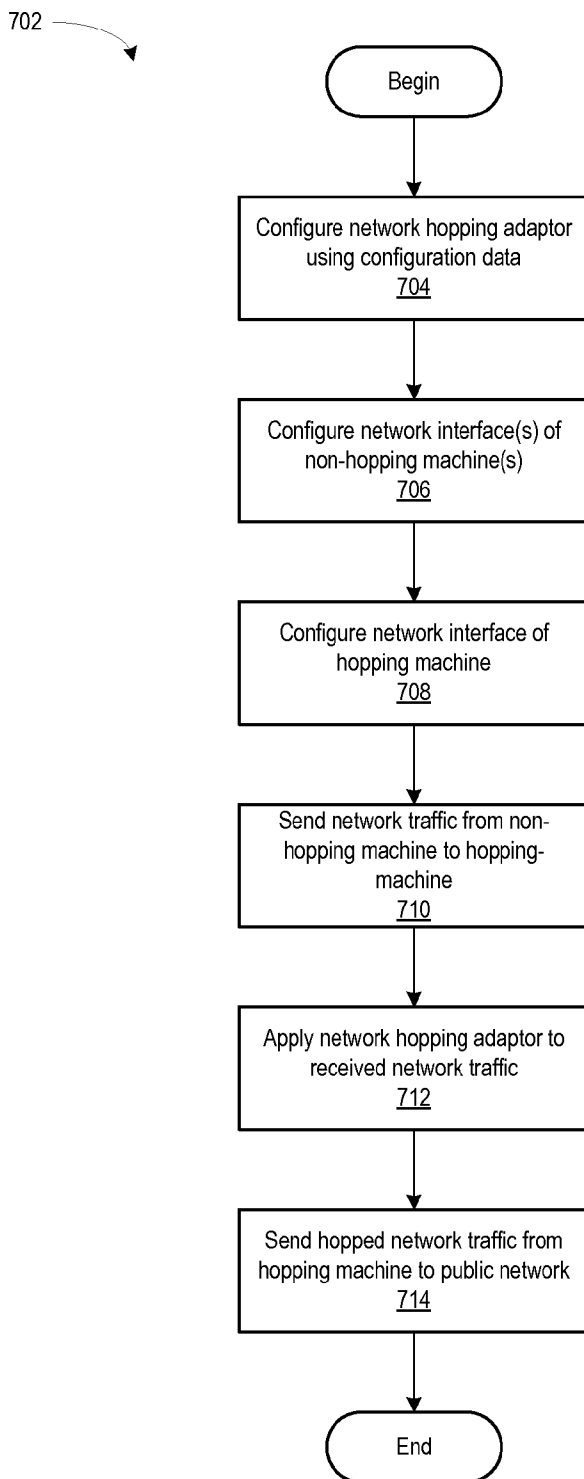 702
Begin
Configure network hopping adaptor
using configuration data
704
Configure network interface(s) of
non-hopping machine(s)
706
Configure network interface of
hopping machine
708
Send network traffic from non-
hopping machine to hopping-
machine
710
Apply network hopping adaptor to
received network traffic
712
Send hopped network traffic from
hopping machine to public network
714
End